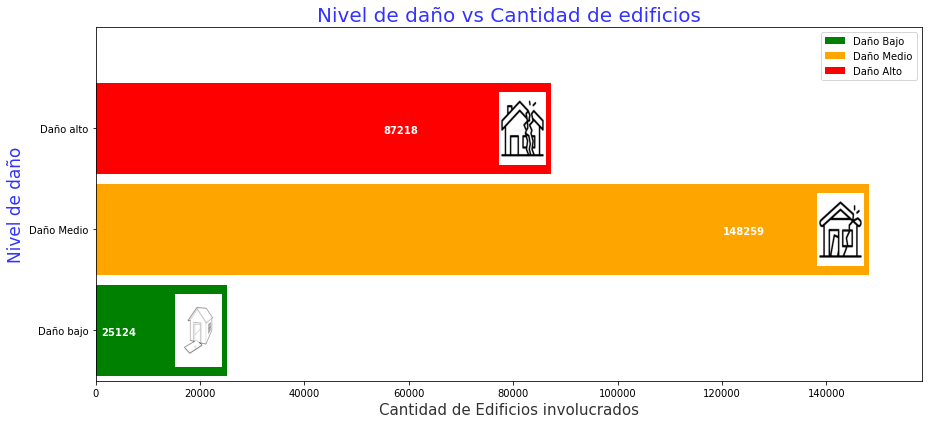 Nivel de daño vs Cantidad de edificios
Daño Bajo
Daño Medio
Daño Alto
Nivel de daño
Daño alto
87218
Daño Medio
148259
Daño bajo
25124
0 20000 40000 60000 80000 100000 120000 140000
Cantidad de Edificios involucrados